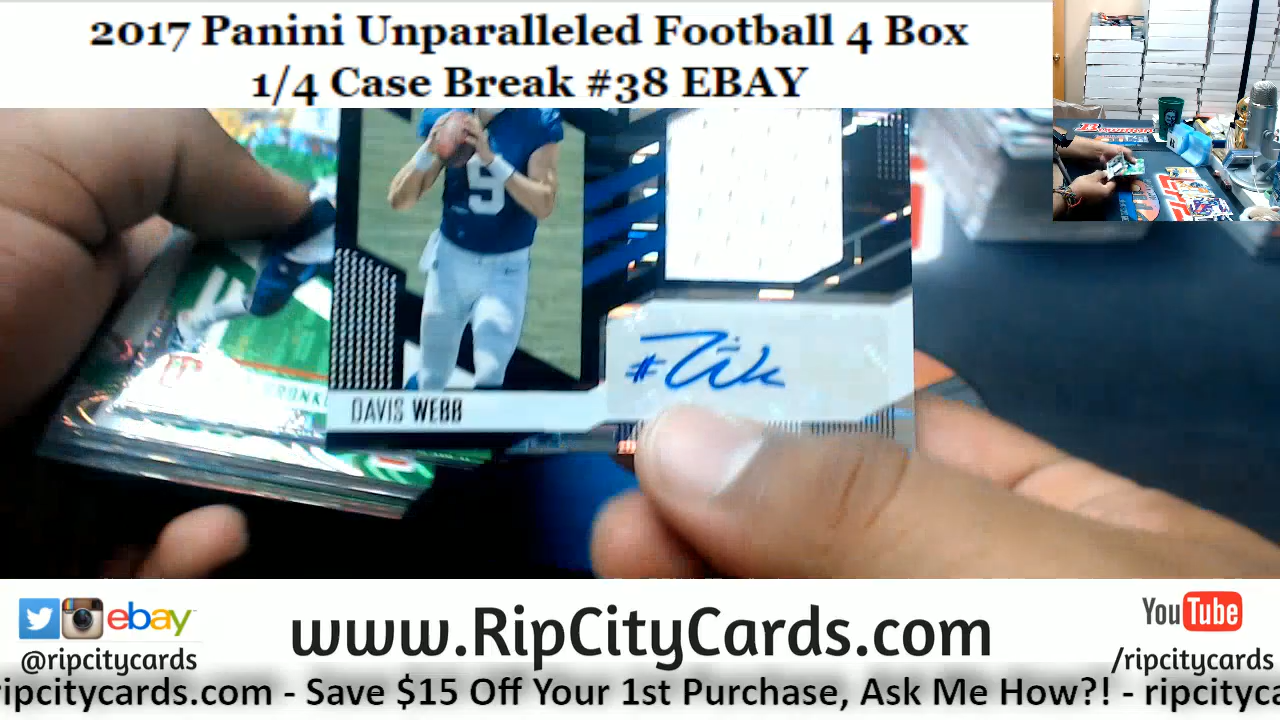 2017 Panini Unparalleled Football 4 Box
1/4 Case Break #38 EBAY
9
DAVIS WEBB
ebay
@ripcitycards
www.RipCityCards.com
YouTube
/ripcitycards
ripcitycards.com - Save $15 Off Your 1st Purchase, Ask Me How?! - ripcityca